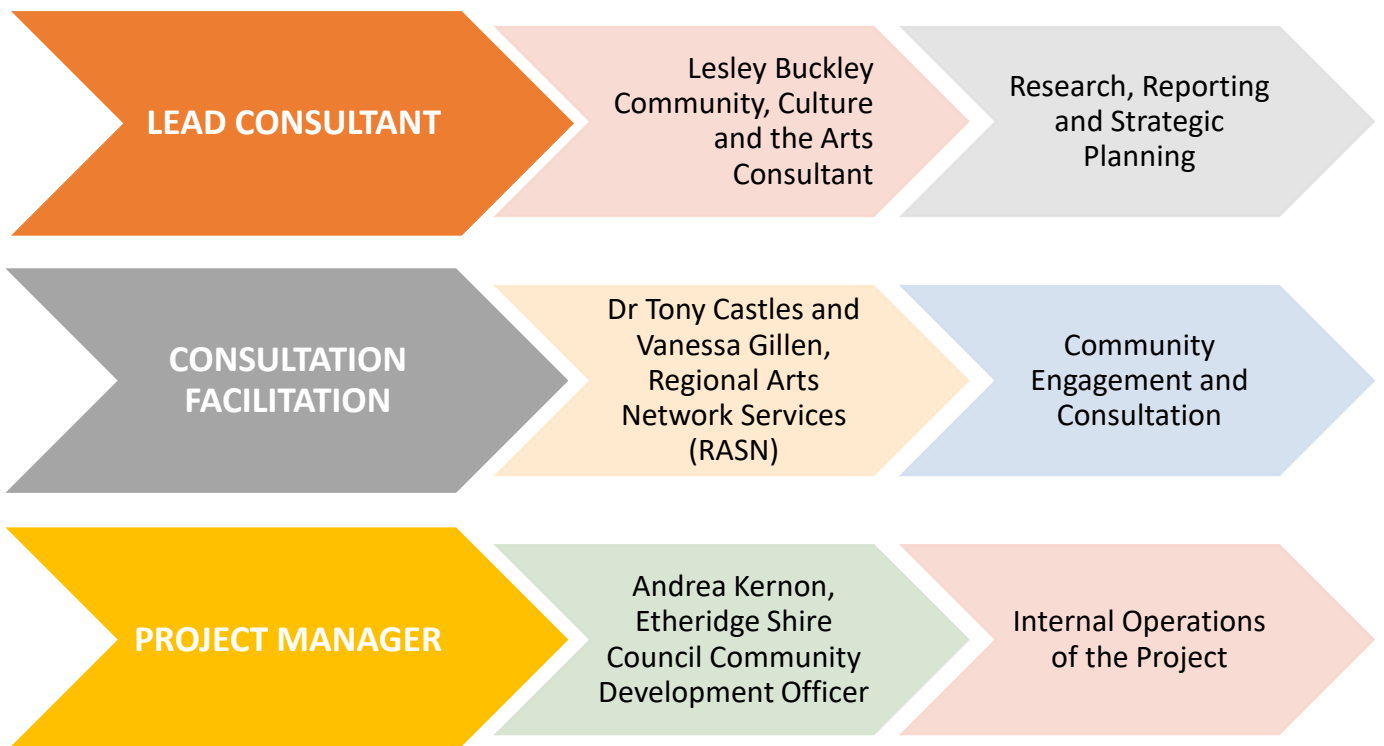 LEAD CONSULTANT
Lesley Buckley
Community, Culture
and the Arts
Consultant
Research, Reporting
and Strategic
Planning
CONSULTATION
FACILITATION
Dr Tony Castles and
Vanessa Gillen,
Regional Arts
Network Services
(RASN)
Community
Engagement and
Consultation
PROJECT MANAGER
Andrea Kernon,
Etheridge Shire
Council Community
Development Officer
Internal Operations
of the Project